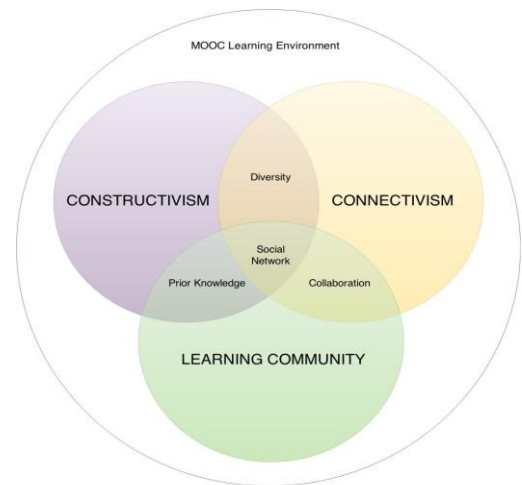 MOOC Learning Environment
Diversity
CONSTRUCTIVISM
CONNECTIVISM
Social
Network
Prior Knowledge
Collaboration
LEARNING COMMUNITY